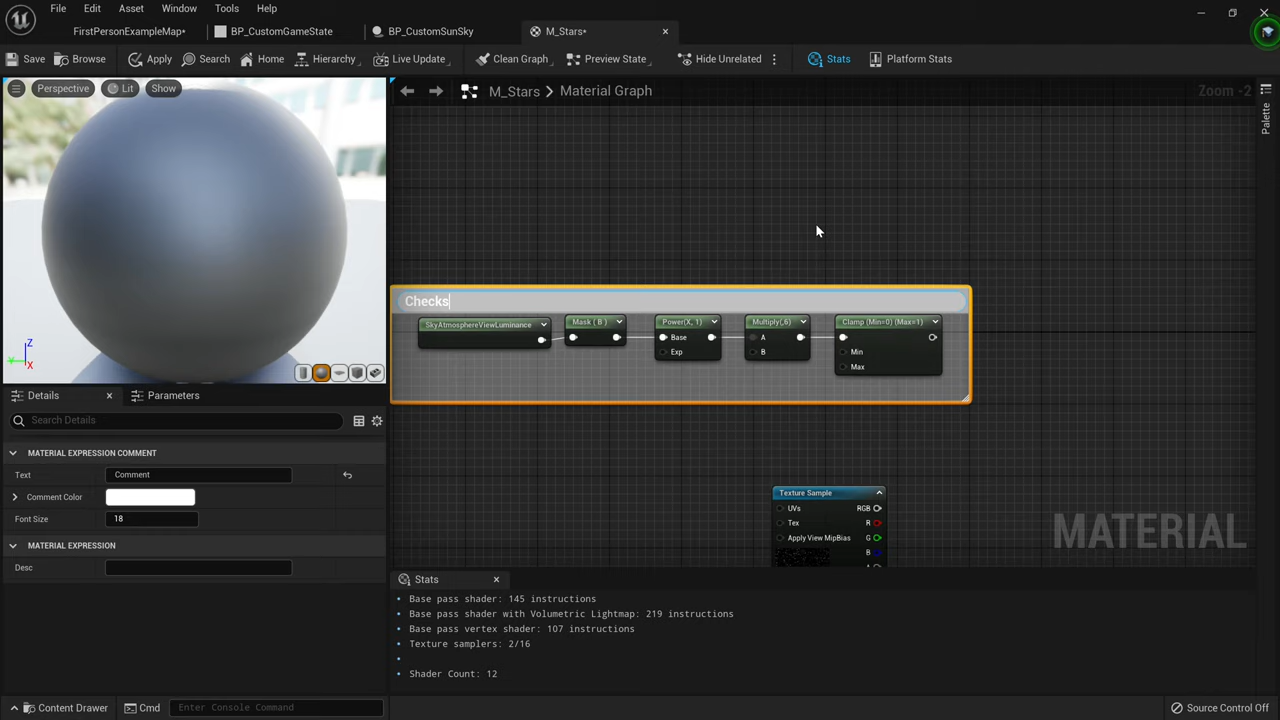 File Edit Asset Window Tools Help
FirstPersonExampleMap* BP_CustomGameState BP_CustomSunSky M_Stars*
Save Browse Apply Search Home Hierarchy Live Update Clean Graph Preview State Hide Unrelated Stats Platform Stats
Perspective Lit Show
M_Stars > Material Graph Zoom -2
Palette
Checks
SkyAtmosphereViewLuminance Mask ( B ) Power(X, 1) Multiply(,6) Clamp (Min=0) (Max=1)
Base A
Exp B Min
Max
Z
Y
X
Details Parameters
Search Details
MATERIAL EXPRESSION COMMENT
Text Comment
Comment Color
Font Size 18
MATERIAL EXPRESSION
Desc
Texture Sample
UVs RGB
Tex R
Apply View MipBias G
B
A
MATERIAL
Stats
Base pass shader: 145 instructions
Base pass shader with Volumetric Lightmap: 219 instructions
Base pass vertex shader: 107 instructions
Texture samplers: 2/16
Shader Count: 12
Content Drawer Cmd Enter Console Command Source Control Off